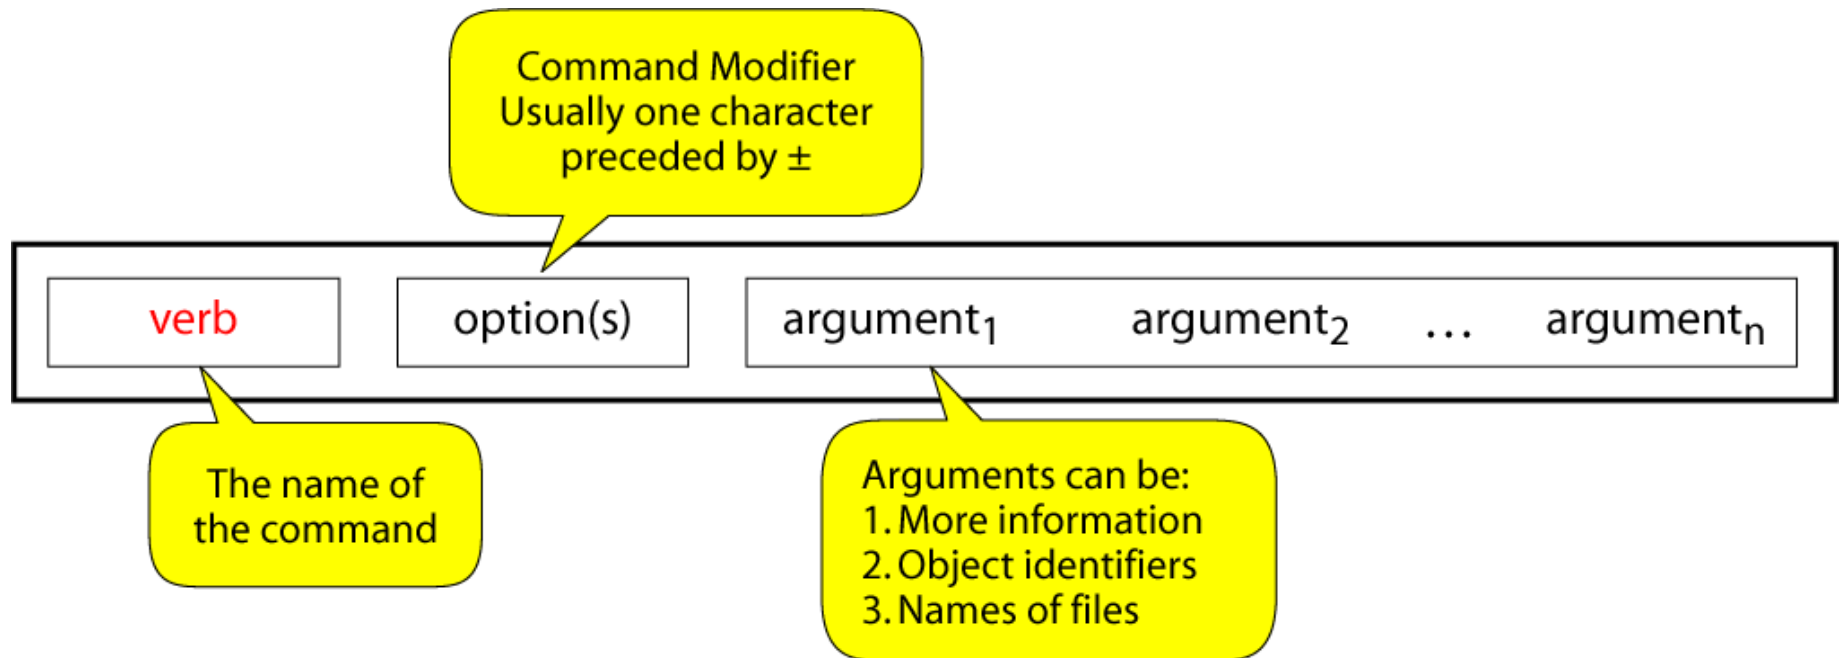 Command Modifier
Usually one character
preceded by ±
verb option(s) argument1 argument2 ... argumentn
The name of
the command
Arguments can be:
1. More information
2. Object identifiers
3. Names of files